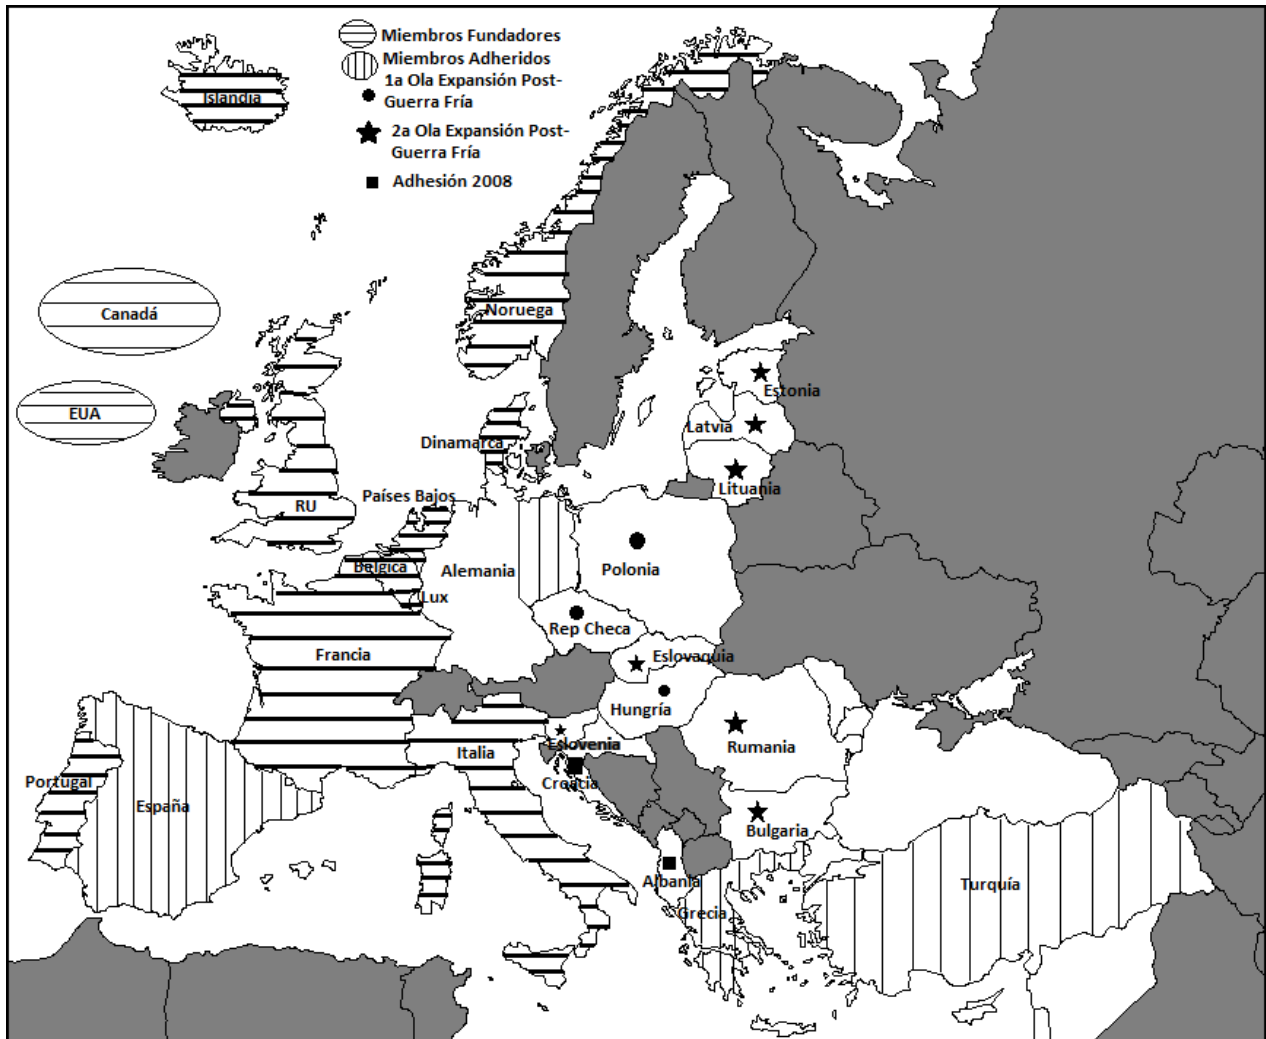 Miembros Fundadores
Miembros Adheridos
1a Ola Expansión Post-
Guerra Fría
2a Ola Expansión Post-
Guerra Fría
Adhesión 2008
Islandia
Canadá
EUA
Noruega
Estonia
Latvia
Lituania
Dinamarca
Países Bajos
RU
Belgica
Alemania
Polonia
Lux
Rep Checa
Francia
Eslovaquia
Hungría
Eslovenia
Rumania
Italia
Croacia
Portugal
España
Bulgaria
Albania
Turquía
Grecia